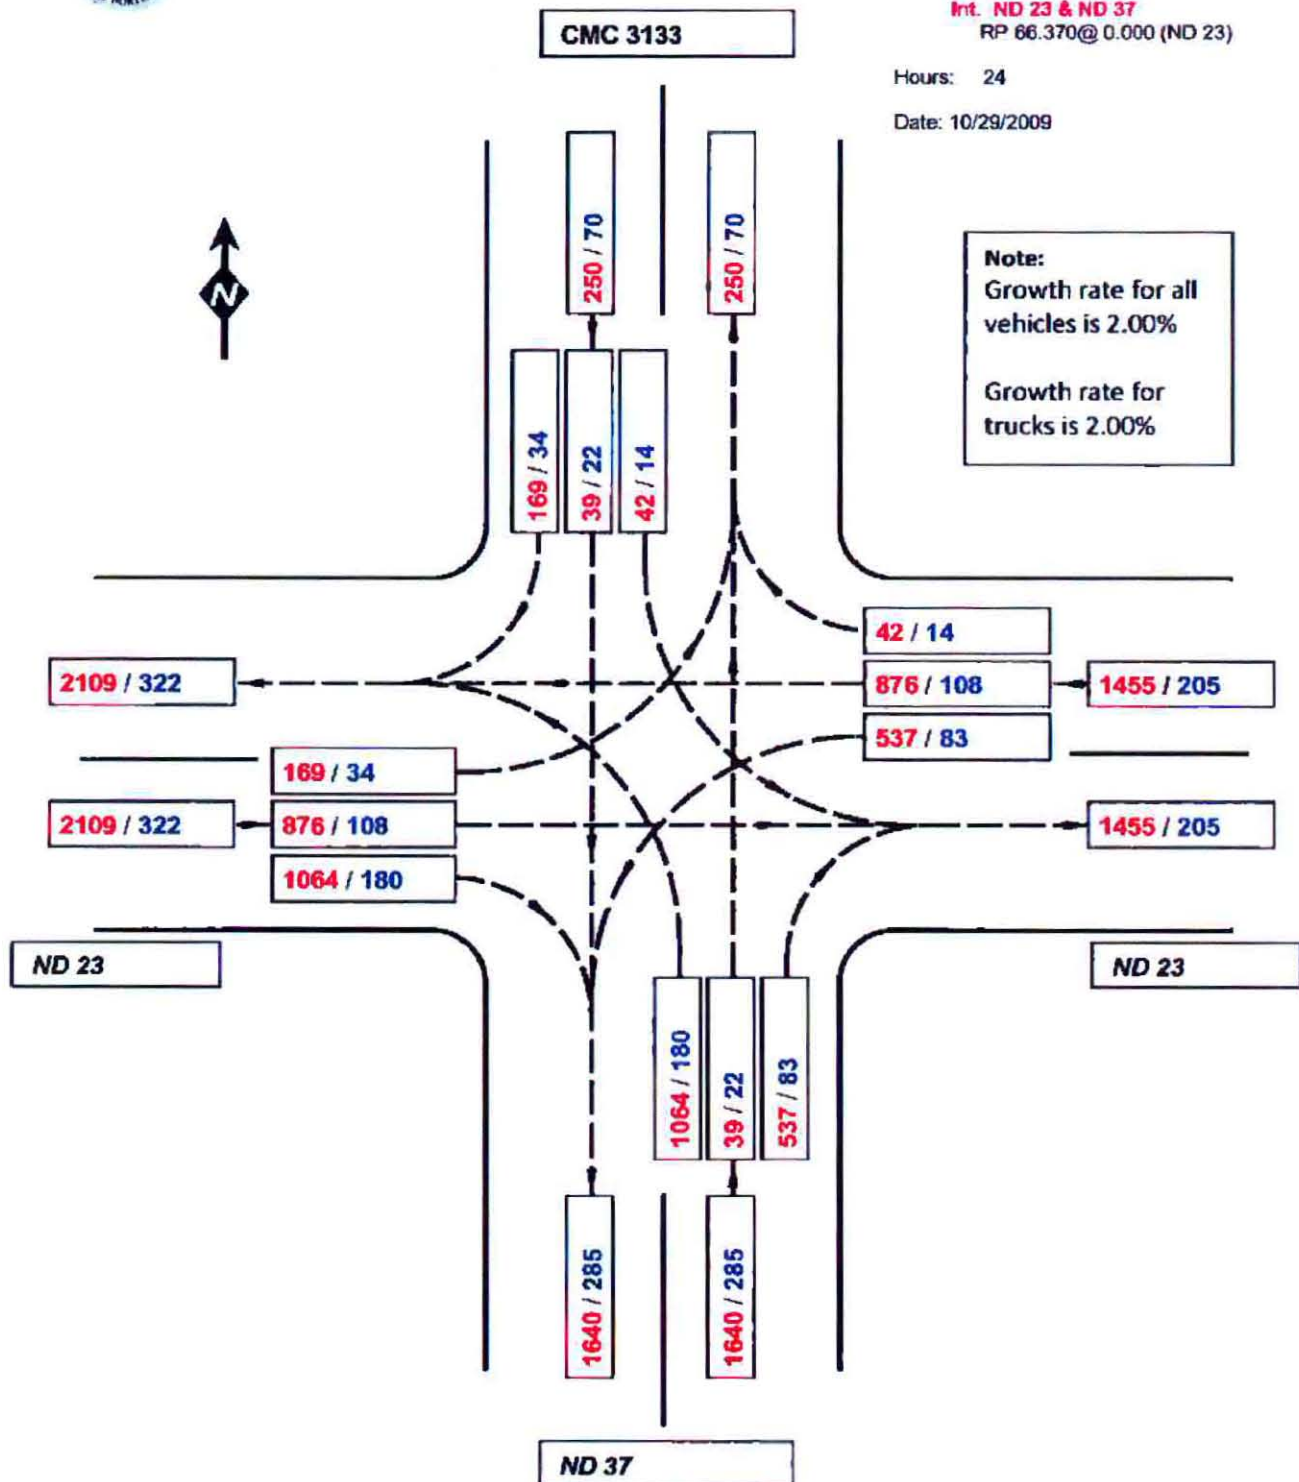 CMC 3133
Int. ND 23 & ND 37
RP 66.370@ 0.000 (ND 23)
Hours: 24
Date: 10/29/2009
N
Note:
Growth rate for all
vehicles is 2.00%
Growth rate for
trucks is 2.00%
250 / 70
250 / 70
169 / 34
39 / 22
42 / 14
42 / 14
2109 / 322
876 / 108
1455 / 205
537 / 83
169 / 34
2109 / 322
876 / 108
1455 / 205
1064 / 180
ND 23
ND 23
1064 / 180
39 / 22
537 / 83
1640 / 285
1640 / 285
ND 37